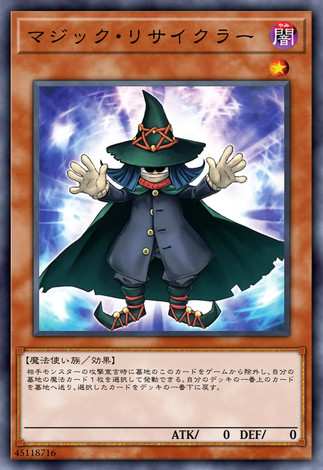 マジック・リサイクラー
やみ
闇
【魔法使い族／効果】
相手モンスターの攻撃宣言時に墓地のこのカードをゲームから除外し、自分の
墓地の魔法カード１枚を選択して発動できる。自分のデッキの一番上のカード
を墓地へ送り、選択したカードをデッキの一番下に戻す。
ATK/ 0 DEF/ 0
45118716